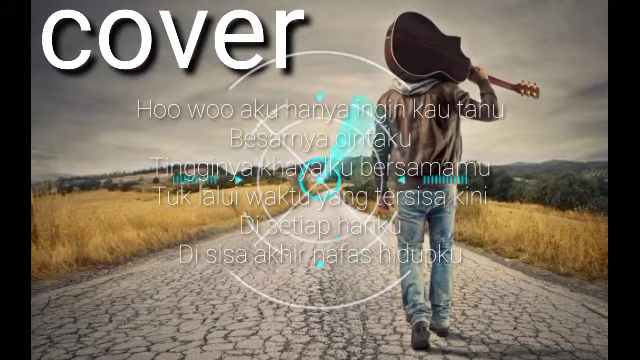 cover
Hoo woo aku hanya ingin kau tahu
Besarnya cintaku
Tingginya khayalku bersamamu
Tuk lalui waktu yang tersisa kini
Di setiap hariku
Di sisa akhir nafas hidupku